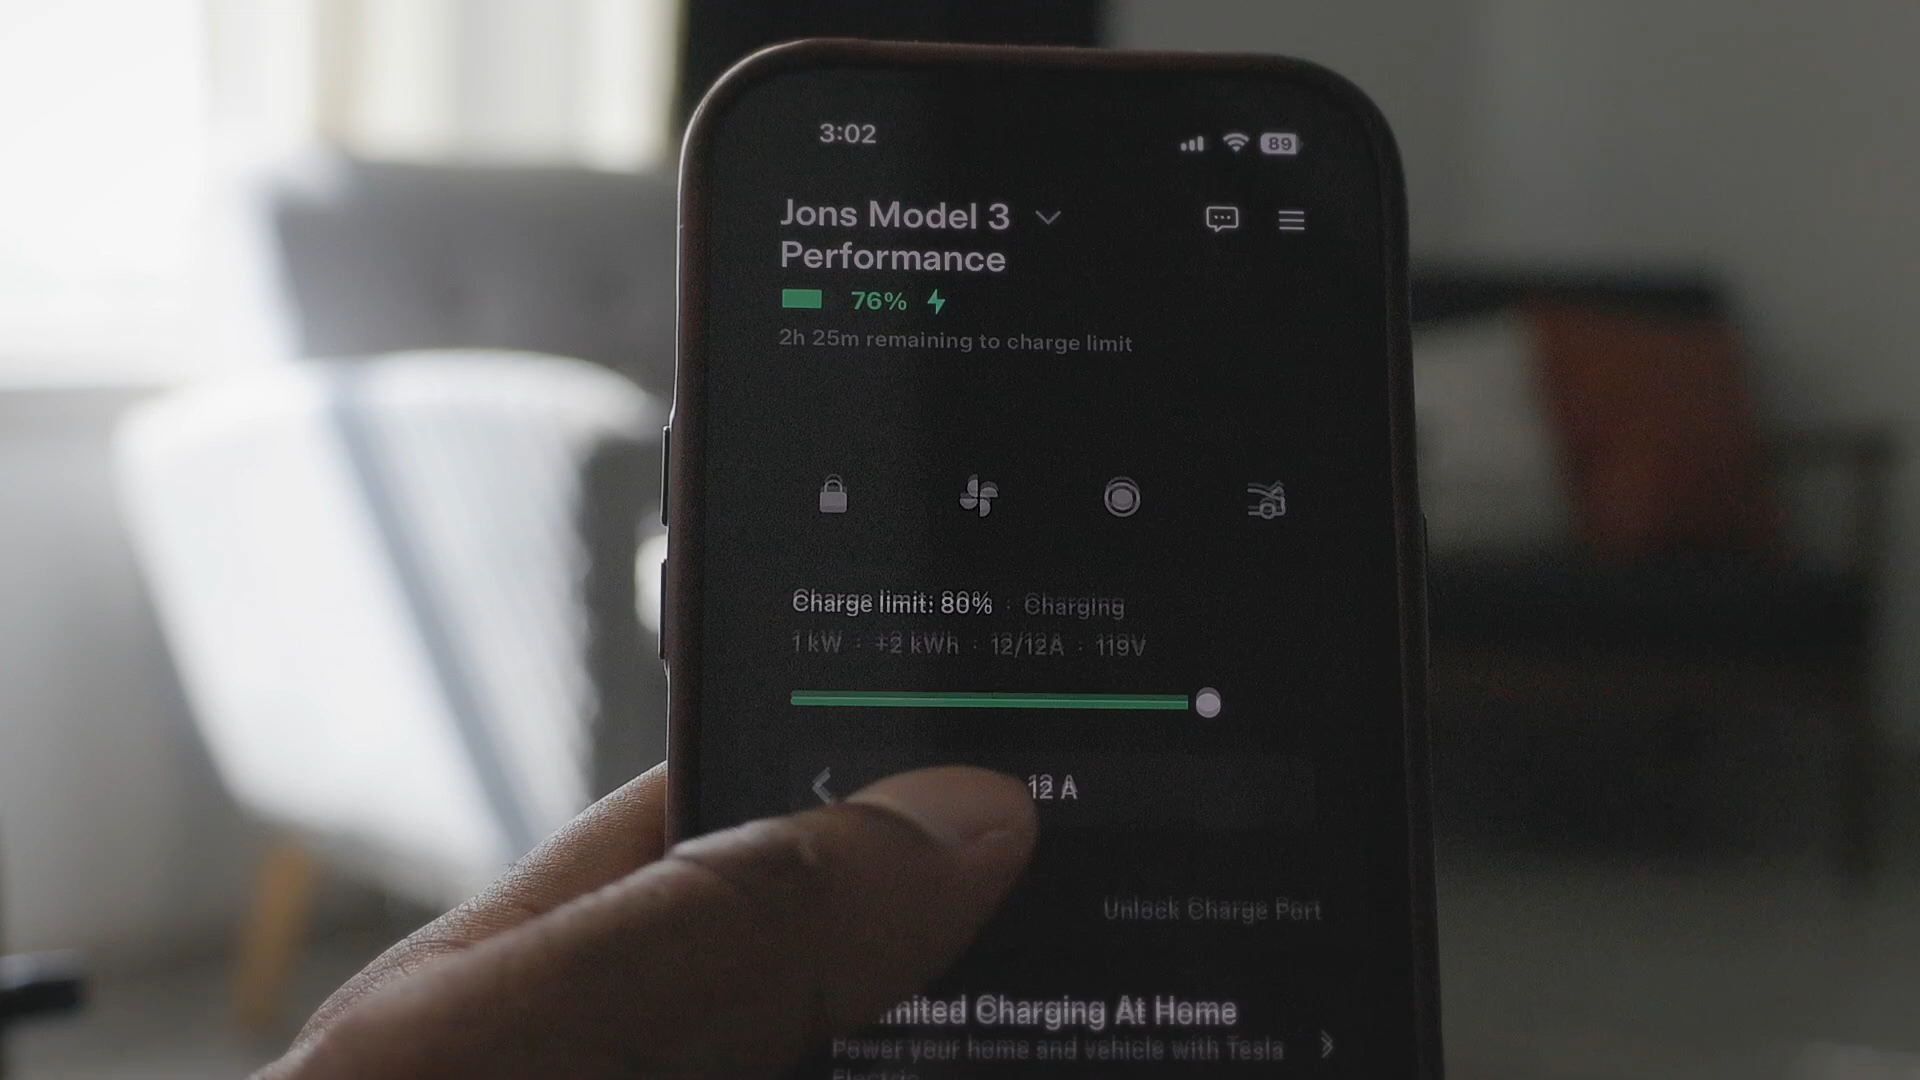 3:02
89
Jons Model 3
Performance
76%
2h 25m remaining to charge limit
Charge limit: 80% · Charging
1 kW · +2 kWh · 12/12A · 119V
12 A
Unlock Charge Port
mited Charging At Home
Power your home and vehicle with Tesla
Electric